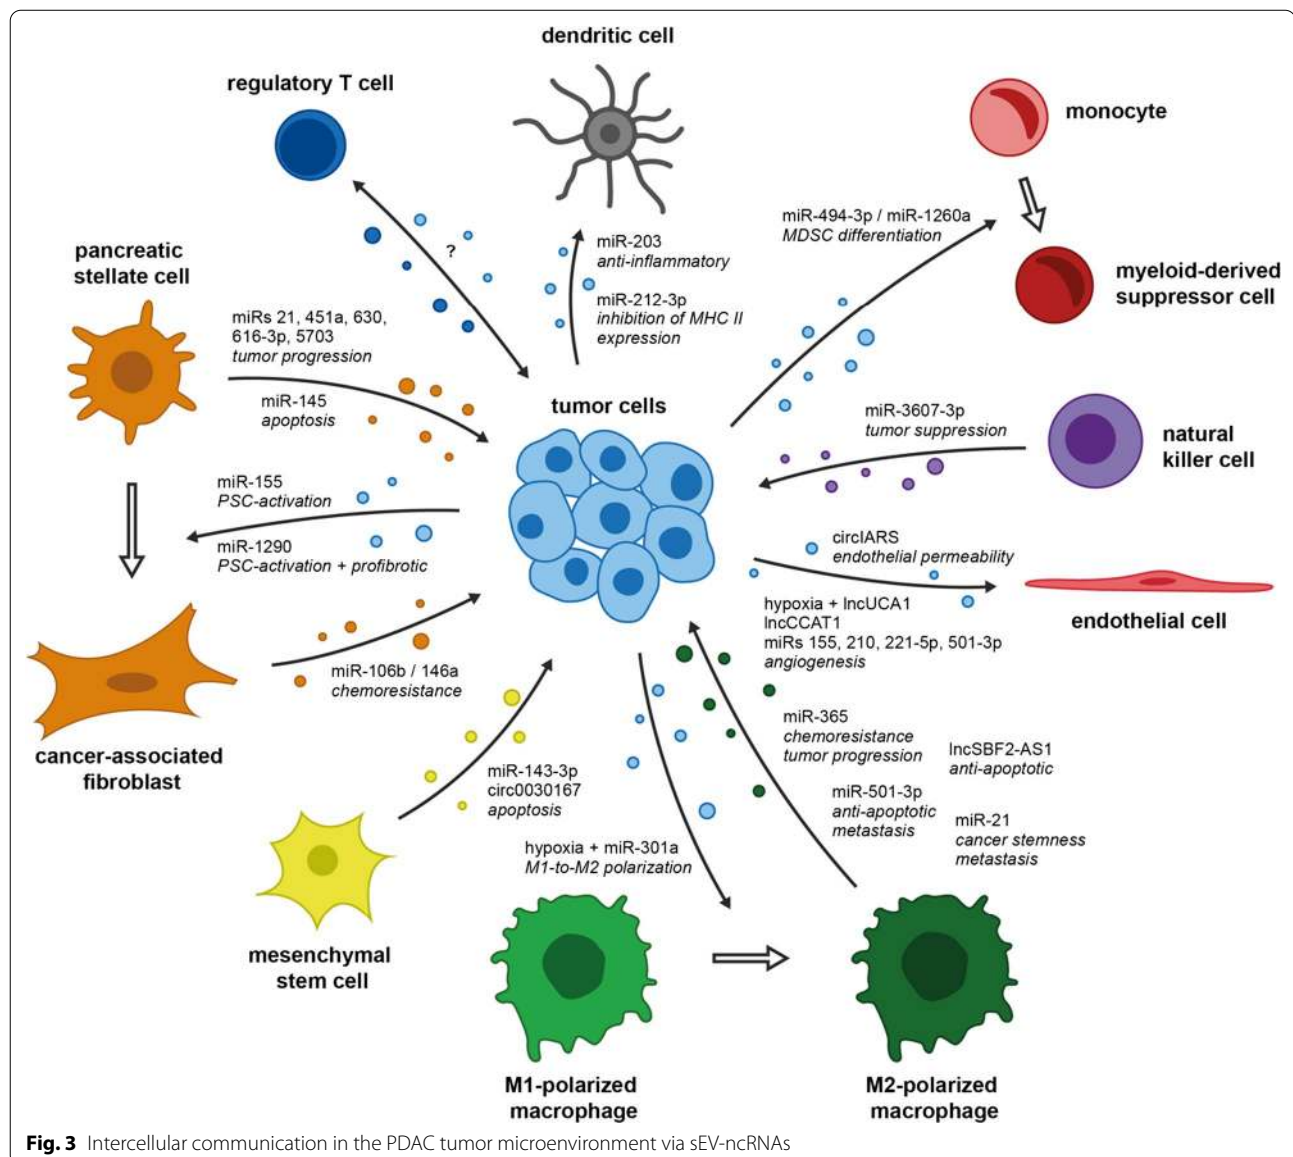 dendritic cell
regulatory T cell
monocyte
miR-494-3p / miR-1260a
MDSC differentiation
myeloid-derived
suppressor cell
?
miR-203
anti-inflammatory
miR-212-3p
inhibition of MHC II
expression
pancreatic
stellate cell
miRs 21, 451a, 630,
616-3p, 5703
tumor progression
miR-145
apoptosis
tumor cells
miR-3607-3p
tumor suppression
natural
killer cell
miR-155
PSC-activation
miR-1290
PSC-activation + profibrotic
circIARS
endothelial permeability
hypoxia + lncUCA1
lncCCAT1
miRs 155, 210, 221-5p, 501-3p
angiogenesis
endothelial cell
miR-106b / 146a
chemoresistance
cancer-associated
fibroblast
miR-143-3p
circ0030167
apoptosis
miR-365
chemoresistance
tumor progression
lncSBF2-AS1
anti-apoptotic
miR-501-3p
anti-apoptotic
metastasis
miR-21
cancer stemness
metastasis
hypoxia + miR-301a
M1-to-M2 polarization
mesenchymal
stem cell
M1-polarized
macrophage
M2-polarized
macrophage
Fig. 3 Intercellular communication in the PDAC tumor microenvironment via sEV-ncRNAs